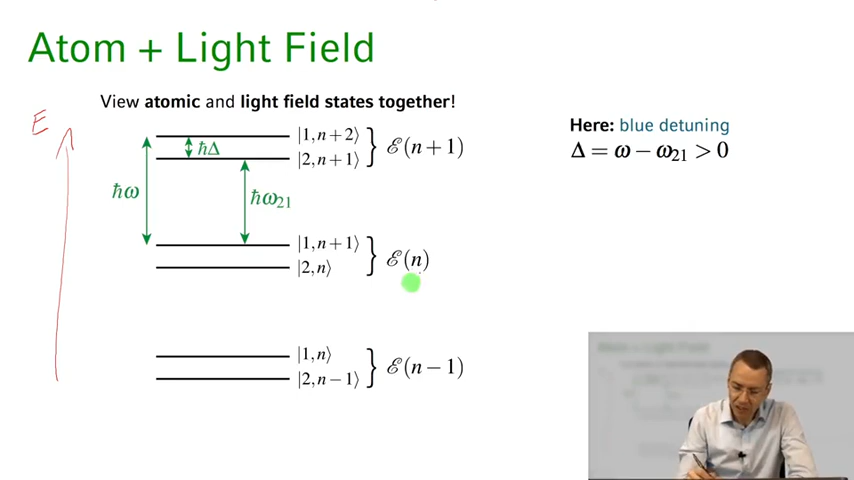 Atom + Light Field
View atomic and light field states together!
E
|1,n+2⟩
ħΔ
|2,n+1⟩
ℰ(n+1)
ħω
ħω₂₁
|1,n+1⟩
|2,n⟩
ℰ(n)
|1,n⟩
|2,n−1⟩
ℰ(n−1)
Here: blue detuning
Δ = ω − ω₂₁ > 0